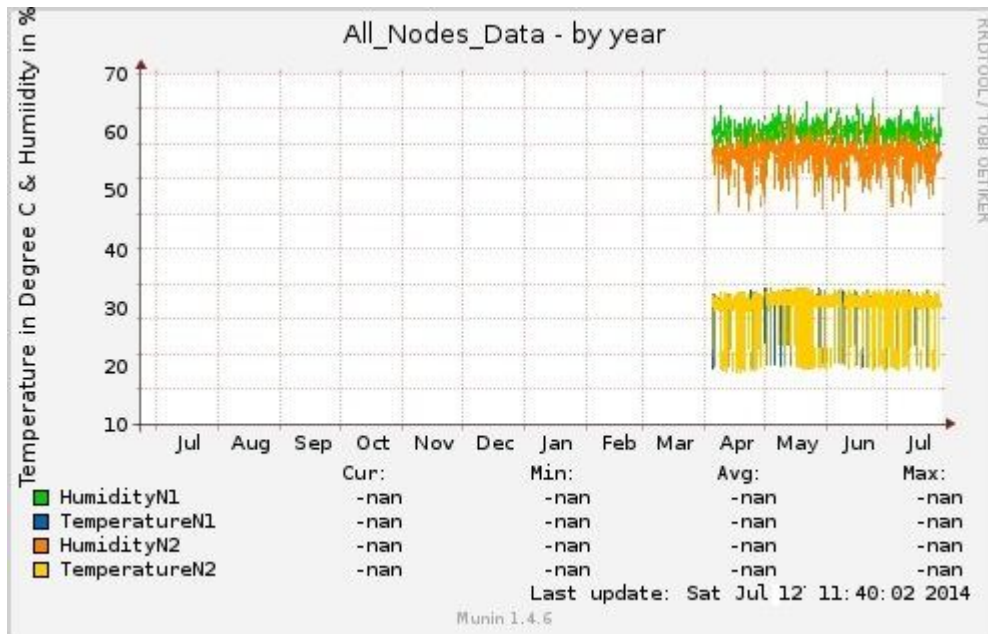 All_Nodes_Data - by year
Temperature in Degree C & Humiidity in %
RRDTOOL / TOBI OETIKER
70
60
50
40
30
20
10
Jul Aug Sep Oct Nov Dec Jan Feb Mar Apr May Jun Jul
Cur: Min: Avg: Max:
HumidityN1 -nan -nan -nan -nan
TemperatureN1 -nan -nan -nan -nan
HumidityN2 -nan -nan -nan -nan
TemperatureN2 -nan -nan -nan -nan
Last update: Sat Jul 12 11:40:02 2014
Munin 1.4.6